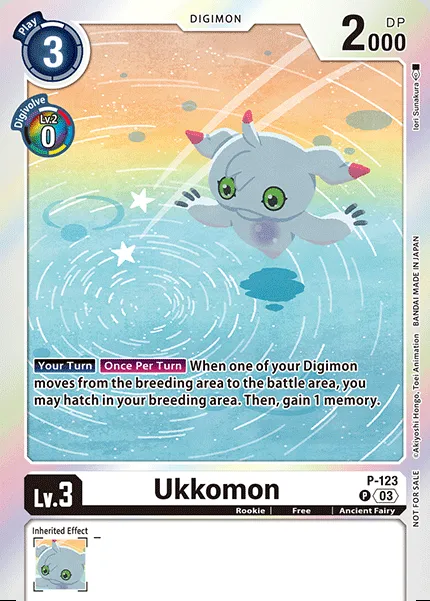 Play
3
DIGIMON
DP
2000
Digivolve
Lv.2
0
Iori Sunakura
©Akiyoshi Hongo, Toei Animation BANDAI MADE IN JAPAN
Your Turn Once Per Turn When one of your Digimon
moves from the breeding area to the battle area, you
may hatch in your breeding area. Then, gain 1 memory.
NOT FOR SALE
Lv.3
Ukkomon
P-123
P 03
Rookie | Free | Ancient Fairy
Inherited Effect
–